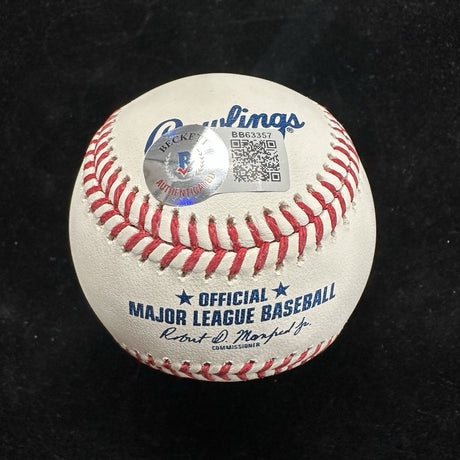 Rawlings
BECKETT
BB63357
B
AUTHENTICATED
OFFICIAL
MAJOR LEAGUE BASEBALL
Robert D. Manfred Jr.
COMMISSIONER